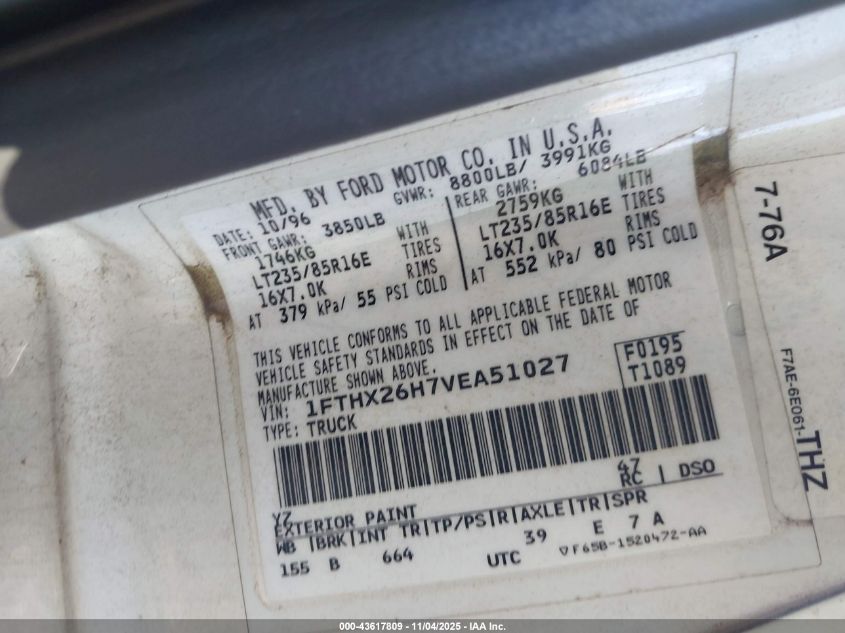 MFD. BY FORD MOTOR CO. IN U.S.A.
DATE: 10/96 GVWR: 8800LB/ 3991KG
FRONT GAWR: 3850LB REAR GAWR: 6084LB
1746KG WITH 2759KG WITH
LT235/85R16E TIRES LT235/85R16E TIRES
16X7.0K RIMS 16X7.0K RIMS
AT 379 kPa/ 55 PSI COLD AT 552 kPa/ 80 PSI COLD
THIS VEHICLE CONFORMS TO ALL APPLICABLE FEDERAL MOTOR
VEHICLE SAFETY STANDARDS IN EFFECT ON THE DATE OF
MANUFACTURE SHOWN ABOVE.
VIN: 1FTHX26H7VEA51027 F0195
TYPE: TRUCK T1089
YZ 47
EXTERIOR PAINT RC DSO
WB BRK INT TR TP/PS R AXLE TR SPR
155 B 664 UTC 39 E 7 A
F65B-1520472-AA
7-76A
F7AE-6E061-THZ
000-43617809 - 11/04/2025 - IAA Inc.